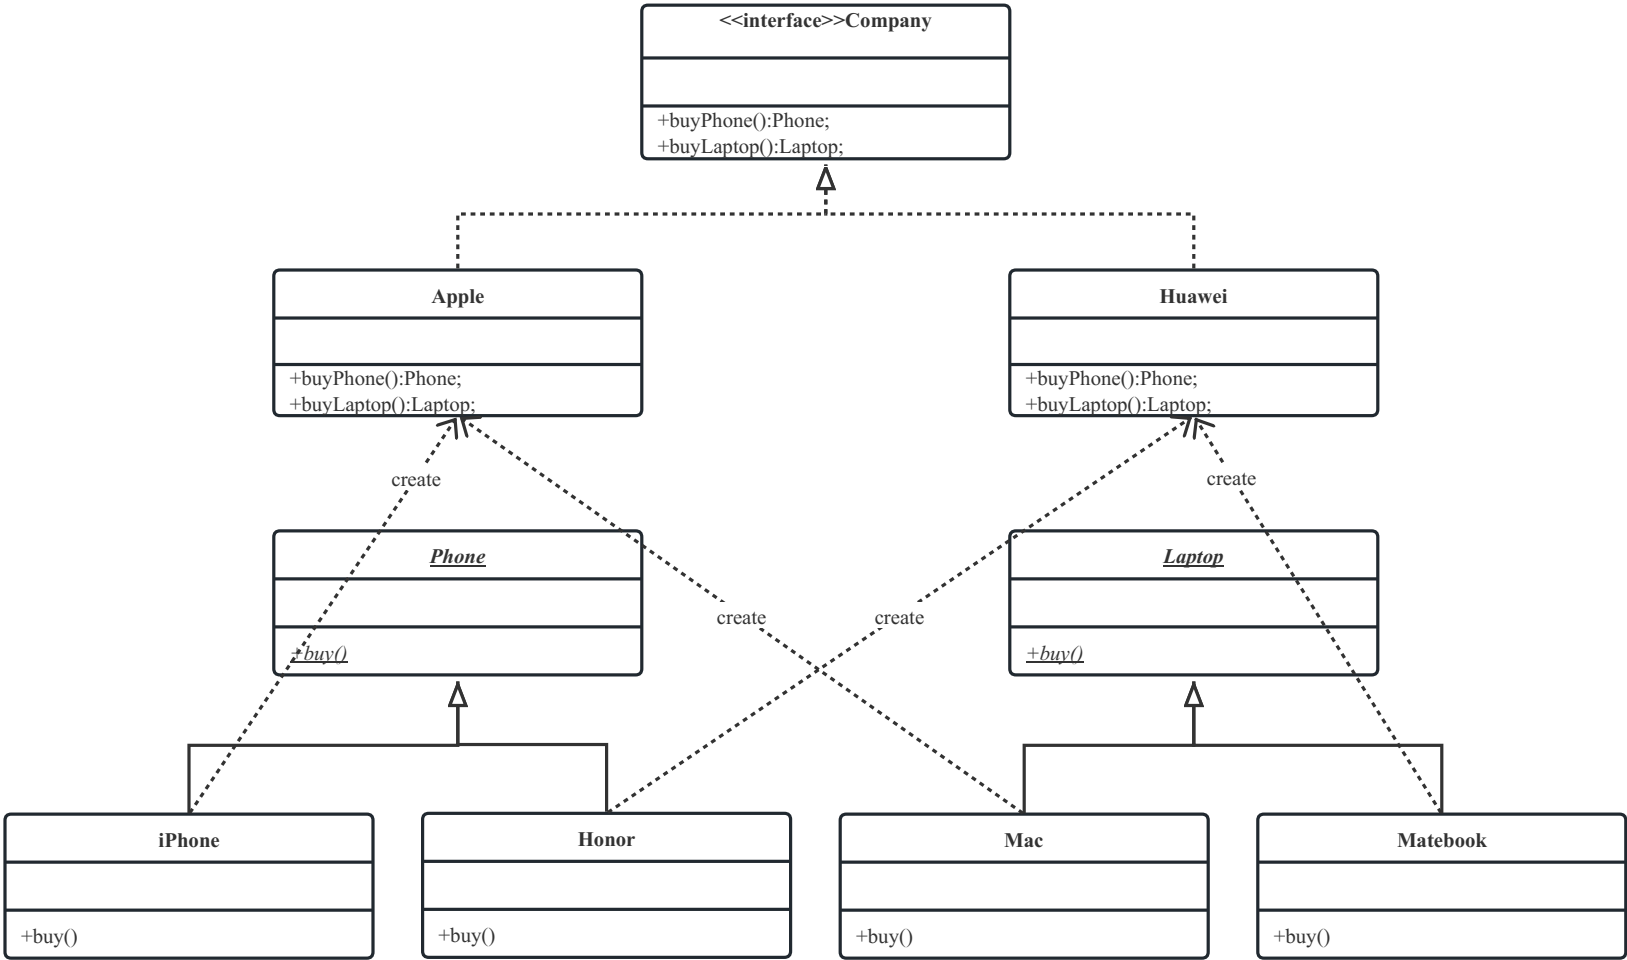 <<interface>>Company
+buyPhone():Phone;
+buyLaptop():Laptop;
Apple
+buyPhone():Phone;
+buyLaptop():Laptop;
Huawei
+buyPhone():Phone;
+buyLaptop():Laptop;
create
create
Phone
+buy()
Laptop
+buy()
create
create
iPhone
+buy()
Honor
+buy()
Mac
+buy()
Matebook
+buy()